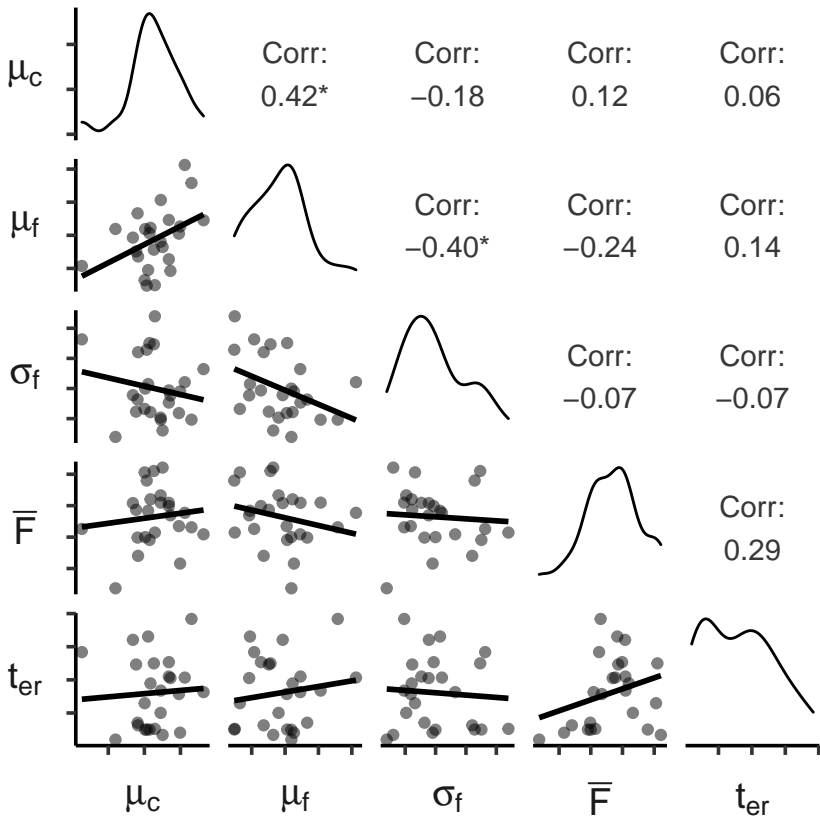 μc
Corr: Corr: Corr: Corr:
0.42* −0.18 0.12 0.06
μf
Corr: Corr: Corr:
−0.40* −0.24 0.14
σf
Corr: Corr:
−0.07 −0.07
F̅
Corr:
0.29
ter
μc μf σf F̅ ter